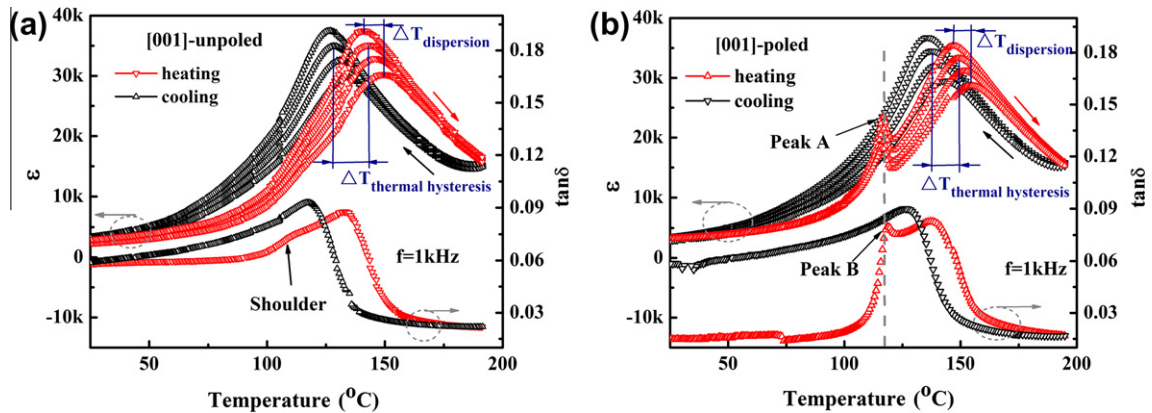 (a)
[001]-unpoled
heating
cooling
△T dispersion
△T thermal hysteresis
Shoulder
f=1kHz
40k
30k
20k
10k
0
-10k
ε
0.18
0.15
0.12
0.09
0.06
0.03
tanδ
50 100 150 200
Temperature (°C)
(b)
[001]-poled
heating
cooling
△T dispersion
Peak A
△T thermal hysteresis
Peak B
f=1kHz
40k
30k
20k
10k
0
-10k
ε
0.18
0.15
0.12
0.09
0.06
0.03
tanδ
50 100 150 200
Temperature (°C)